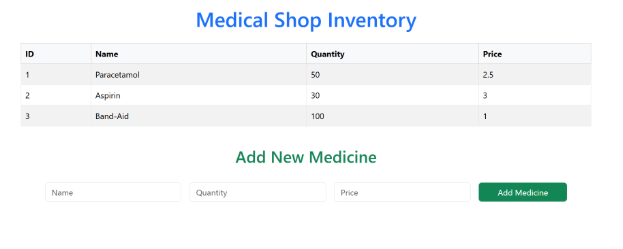 Medical Shop Inventory
ID Name Quantity Price
1 Paracetamol 50 2.5
2 Aspirin 30 3
3 Band-Aid 100 1
Add New Medicine
Name Quantity Price Add Medicine